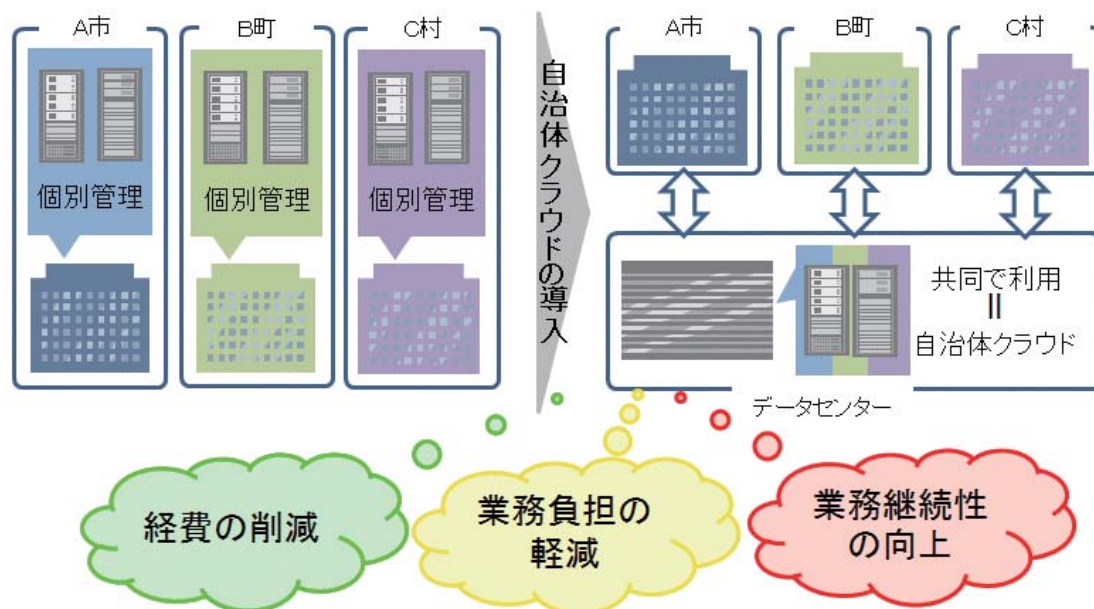 A市
B町
C村
個別管理
個別管理
個別管理
自治体クラウドの導入
A市
B町
C村
共同で利用
=
自治体クラウド
データセンター
経費の削減
業務負担の
軽減
業務継続性
の向上